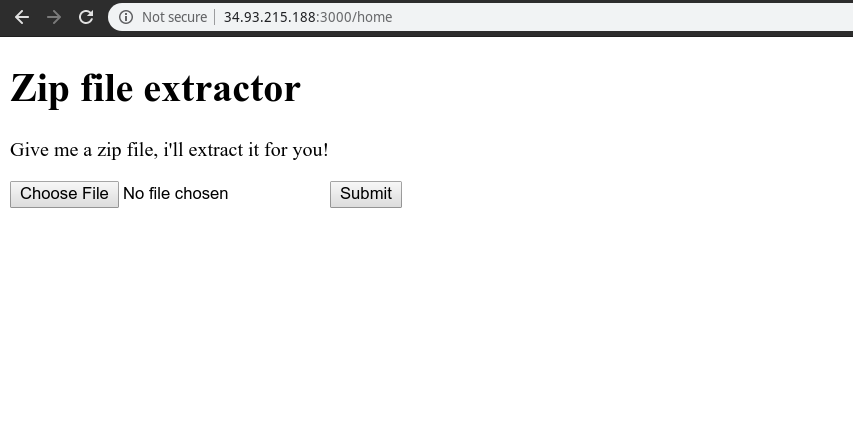 Not secure 34.93.215.188:3000/home
Zip file extractor
Give me a zip file, i'll extract it for you!
Choose File No file chosen Submit